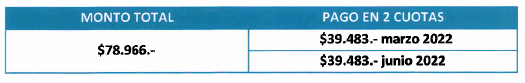 MONTO TOTAL PAGO EN 2 CUOTAS
$78.966.-
$39.483.- marzo 2022
$39.483.- junio 2022